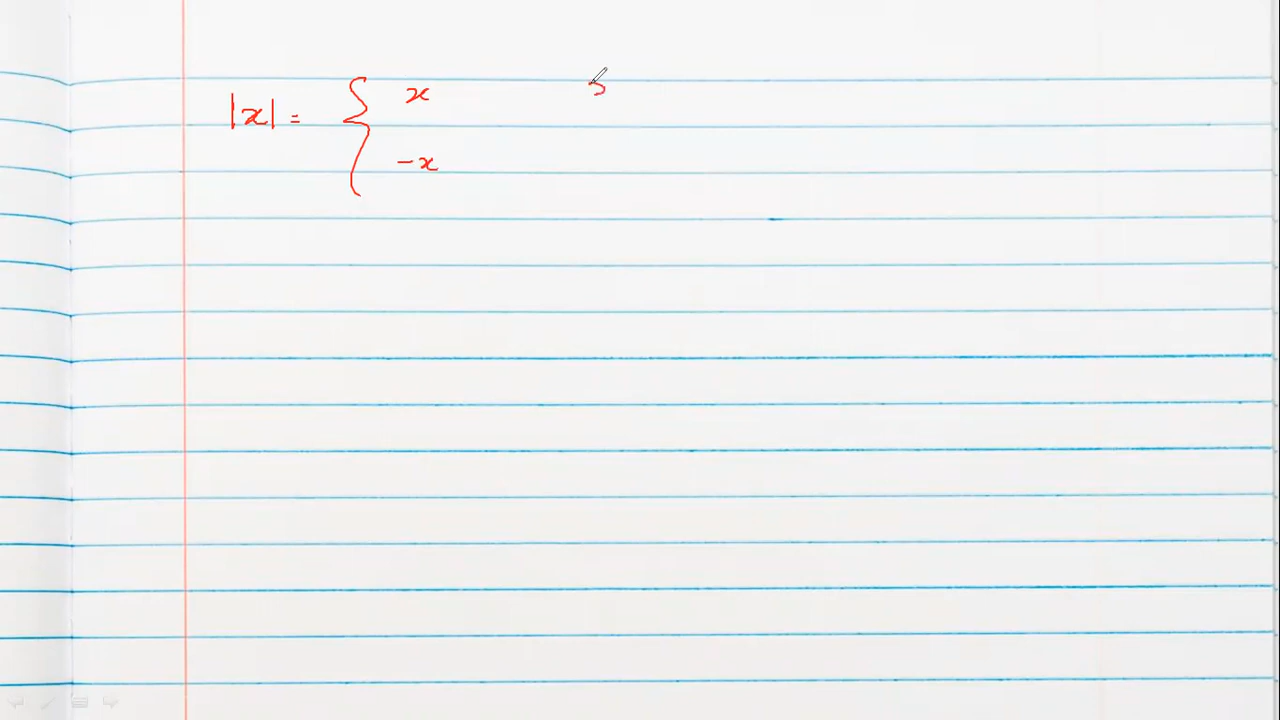 |x| = { x
-x